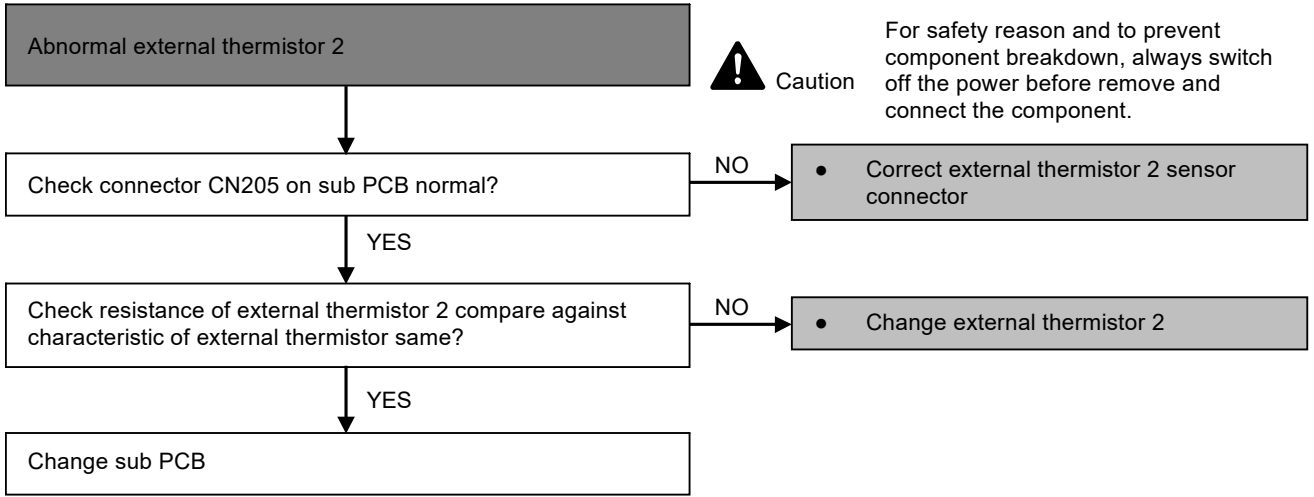 Abnormal external thermistor 2
Caution
For safety reason and to prevent
component breakdown, always switch
off the power before remove and
connect the component.
Check connector CN205 on sub PCB normal?
NO
● Correct external thermistor 2 sensor
connector
YES
Check resistance of external thermistor 2 compare against
characteristic of external thermistor same?
NO
● Change external thermistor 2
YES
Change sub PCB